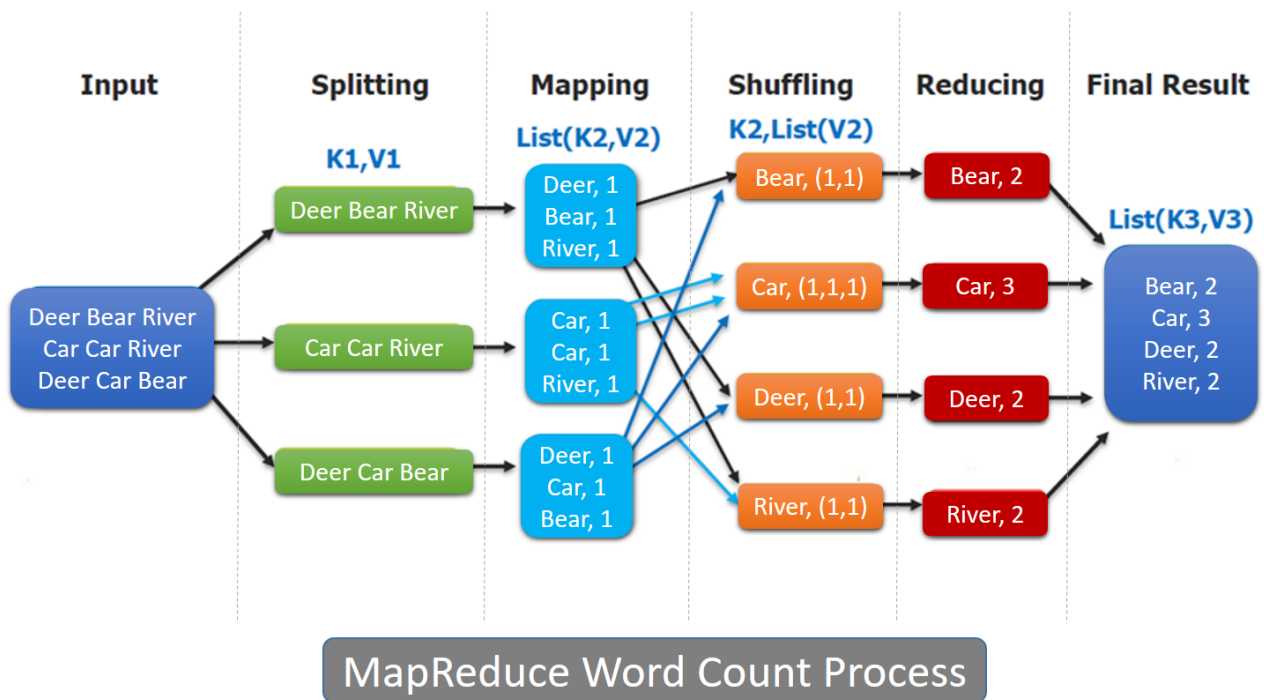 Input
Splitting
Mapping
Shuffling
Reducing
Final Result
K1,V1
List(K2,V2)
K2,List(V2)
List(K3,V3)
Deer Bear River
Car Car River
Deer Car Bear
Deer Bear River
Car Car River
Deer Car Bear
Deer, 1
Bear, 1
River, 1
Car, 1
Car, 1
River, 1
Deer, 1
Car, 1
Bear, 1
Bear, (1,1)
Car, (1,1,1)
Deer, (1,1)
River, (1,1)
Bear, 2
Car, 3
Deer, 2
River, 2
Bear, 2
Car, 3
Deer, 2
River, 2
MapReduce Word Count Process